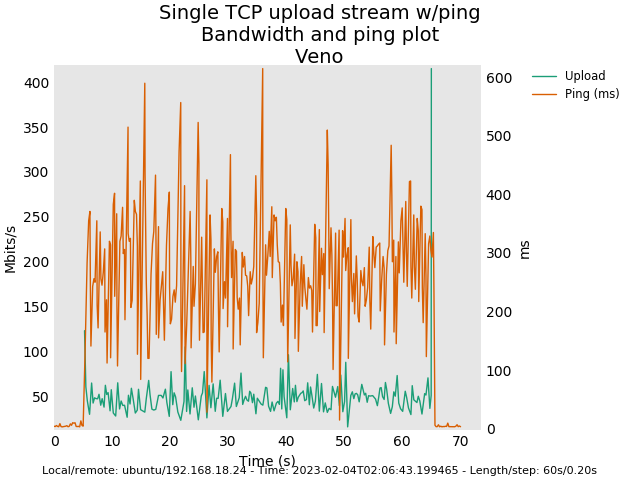 Single TCP upload stream w/ping
Bandwidth and ping plot
Veno
Upload
Ping (ms)
Mbits/s
400
350
300
250
200
150
100
50
600
500
400
300
200
100
0
ms
0 10 20 30 40 50 60 70
Time (s)
Local/remote: ubuntu/192.168.18.24 - Time: 2023-02-04T02:06:43.199465 - Length/step: 60s/0.20s